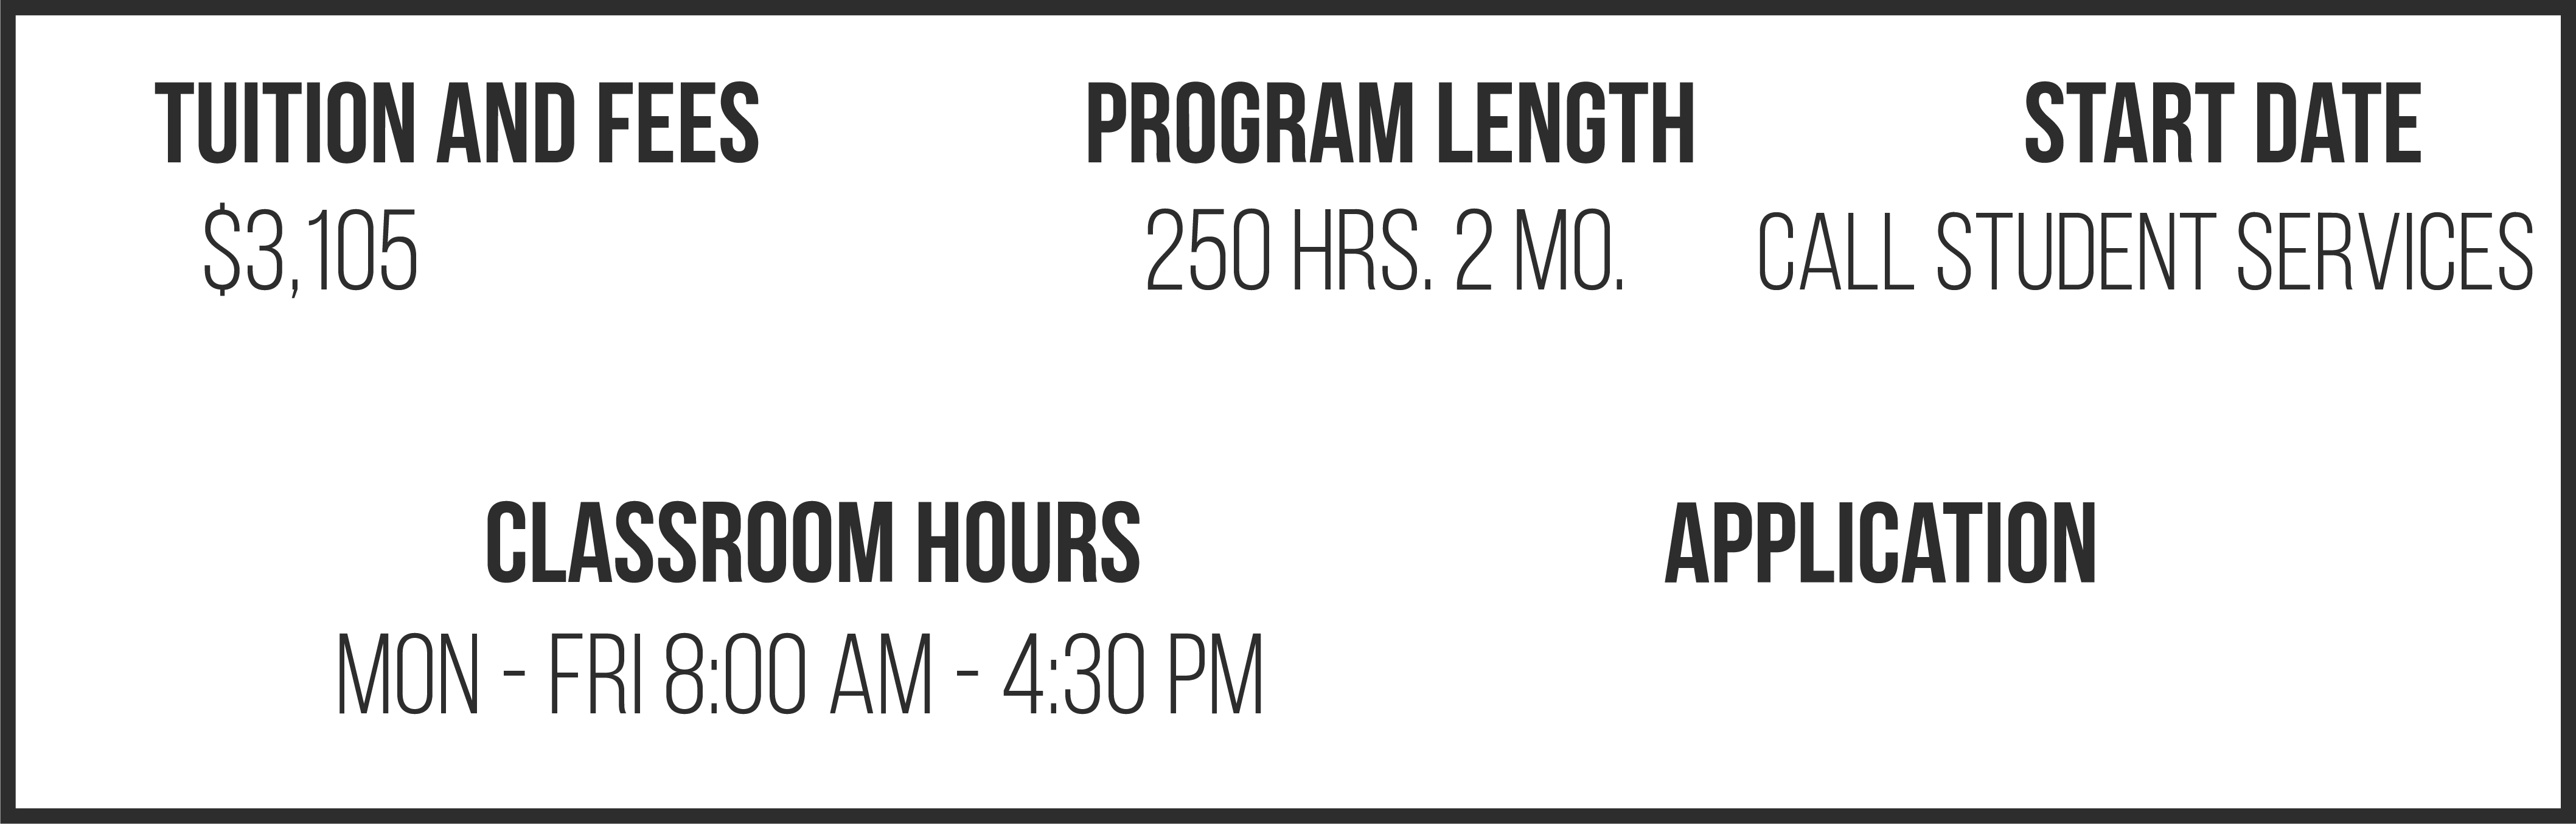 TUITION AND FEES
$3,105
PROGRAM LENGTH
250 HRS. 2 MO.
START DATE
CALL STUDENT SERVICES
CLASSROOM HOURS
MON - FRI 8:00 AM - 4:30 PM
APPLICATION